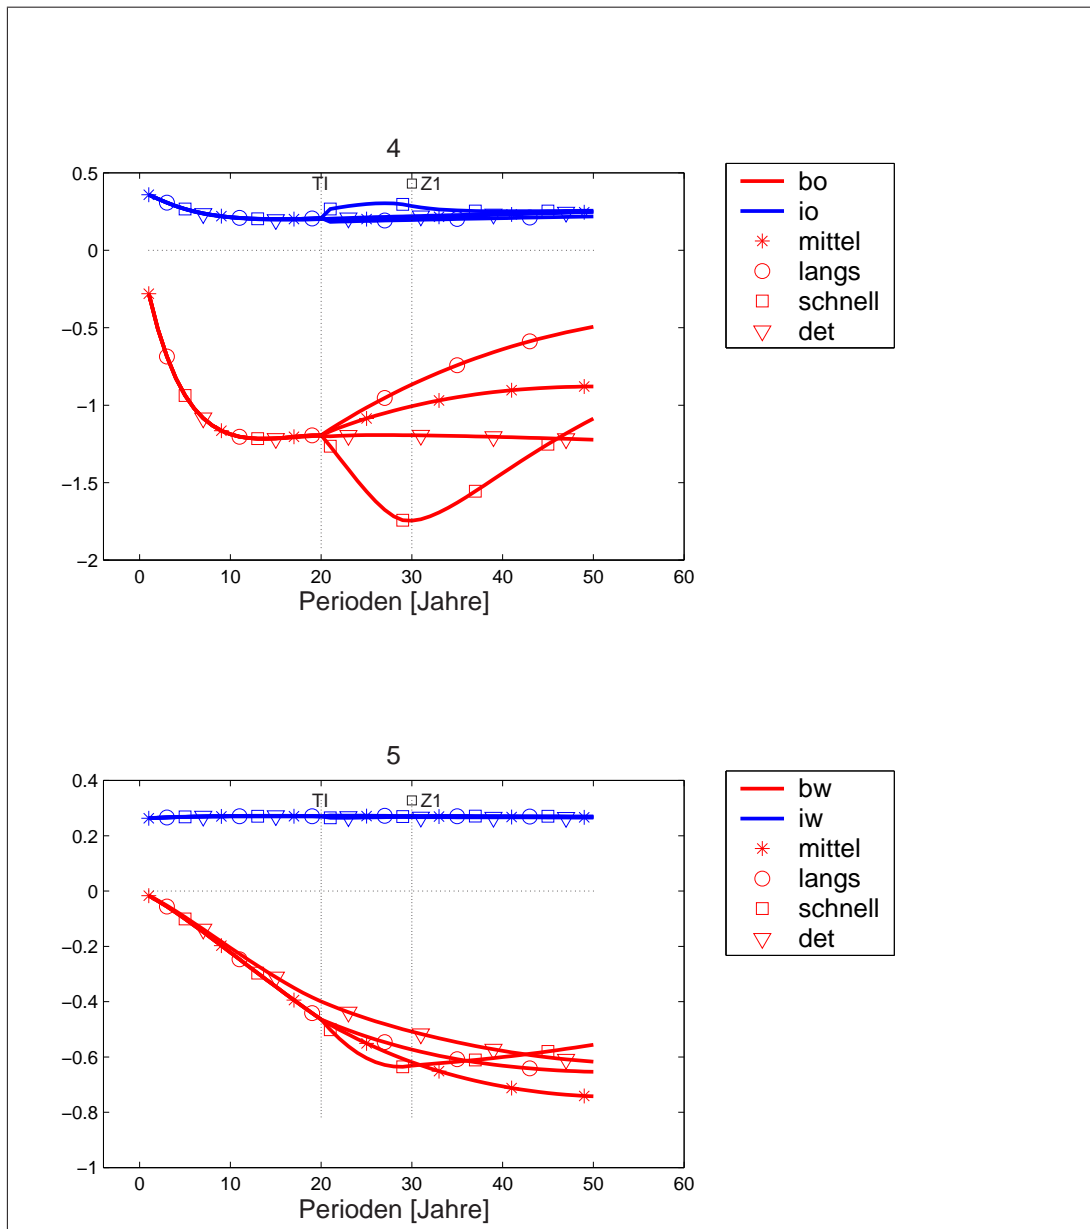 4
0.5
0
−0.5
−1
−1.5
−2
TI
Z1
0 10 20 30 40 50 60
Perioden [Jahre]
bo
io
mittel
langs
schnell
det
5
0.4
0.2
0
−0.2
−0.4
−0.6
−0.8
−1
TI
Z1
0 10 20 30 40 50 60
Perioden [Jahre]
bw
iw
mittel
langs
schnell
det